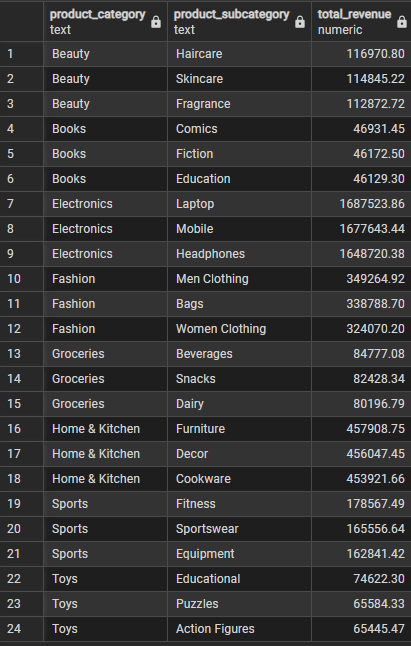 product_category product_subcategory total_revenue
text text numeric
1 Beauty Haircare 116970.80
2 Beauty Skincare 114845.22
3 Beauty Fragrance 112872.72
4 Books Comics 46931.45
5 Books Fiction 46172.50
6 Books Education 46129.30
7 Electronics Laptop 1687523.86
8 Electronics Mobile 1677643.44
9 Electronics Headphones 1648720.38
10 Fashion Men Clothing 349264.92
11 Fashion Bags 338788.70
12 Fashion Women Clothing 324070.20
13 Groceries Beverages 84777.08
14 Groceries Snacks 82428.34
15 Groceries Dairy 80196.79
16 Home & Kitchen Furniture 457908.75
17 Home & Kitchen Decor 456047.45
18 Home & Kitchen Cookware 453921.66
19 Sports Fitness 178567.49
20 Sports Sportswear 165556.64
21 Sports Equipment 162841.42
22 Toys Educational 74622.30
23 Toys Puzzles 65584.33
24 Toys Action Figures 65445.47